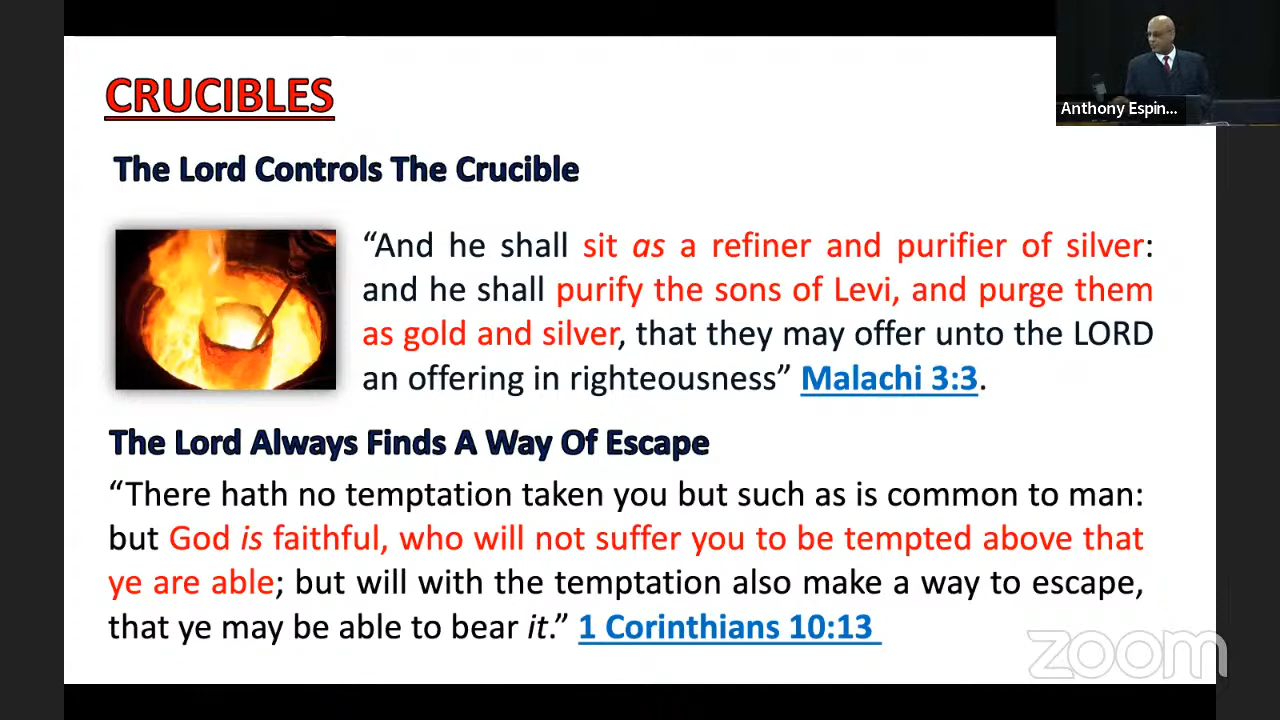 CRUCIBLES
Anthony Espin...
The Lord Controls The Crucible
“And he shall sit as a refiner and purifier of silver:
and he shall purify the sons of Levi, and purge them
as gold and silver, that they may offer unto the LORD
an offering in righteousness” Malachi 3:3.
The Lord Always Finds A Way Of Escape
“There hath no temptation taken you but such as is common to man:
but God is faithful, who will not suffer you to be tempted above that
ye are able; but will with the temptation also make a way to escape,
that ye may be able to bear it.” 1 Corinthians 10:13
zoom